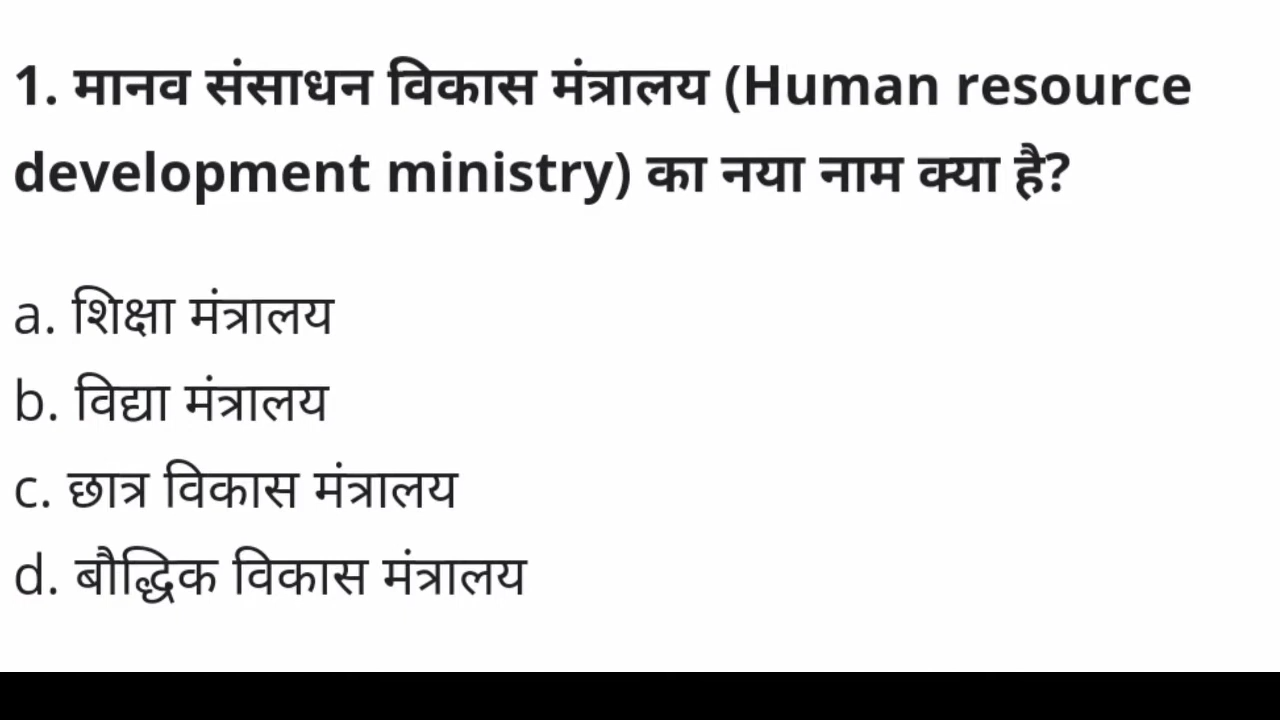 1. मानव संसाधन विकास मंत्रालय (Human resource
development ministry) का नया नाम क्या है?
a. शिक्षा मंत्रालय
b. विद्या मंत्रालय
c. छात्र विकास मंत्रालय
d. बौद्धिक विकास मंत्रालय